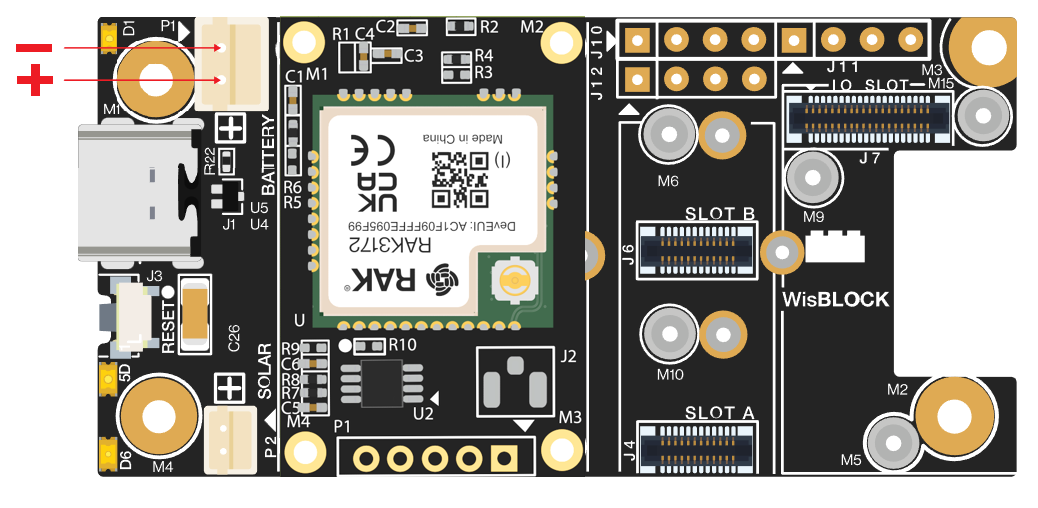 D1
P1
M1
BATTERY
R22
J1
U5
U4
J3
RESET
C26
SOLAR
5D
D6
M4
P2
R1
C4
C2
R2
M2
C3
R4
R3
M1
C1
R6
R5
Made in China
(I)
CE
UK
CA
DevEUI: AC1F09FFFE095F99
RAK3172
RAK®
U
R9
R10
C6
R8
R7
C5
M4
U2
J2
P1
M3
J10
J12
J11
M3
M15
IO SLOT
J7
M6
M9
SLOT B
J6
WisBLOCK
M10
M2
SLOT A
J4
M5